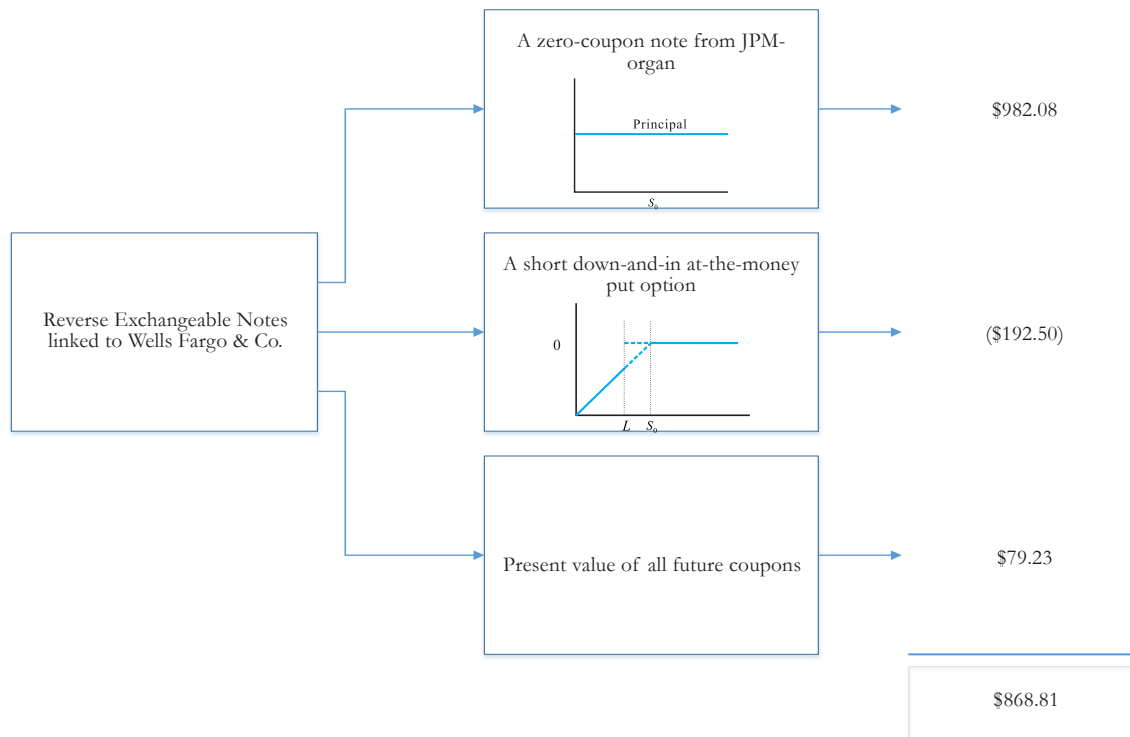 A zero-coupon note from JPM-
organ
Principal
S₀
$982.08
Reverse Exchangeable Notes
linked to Wells Fargo & Co.
A short down-and-in at-the-money
put option
0
L S₀
($192.50)
Present value of all future coupons
$79.23
$868.81